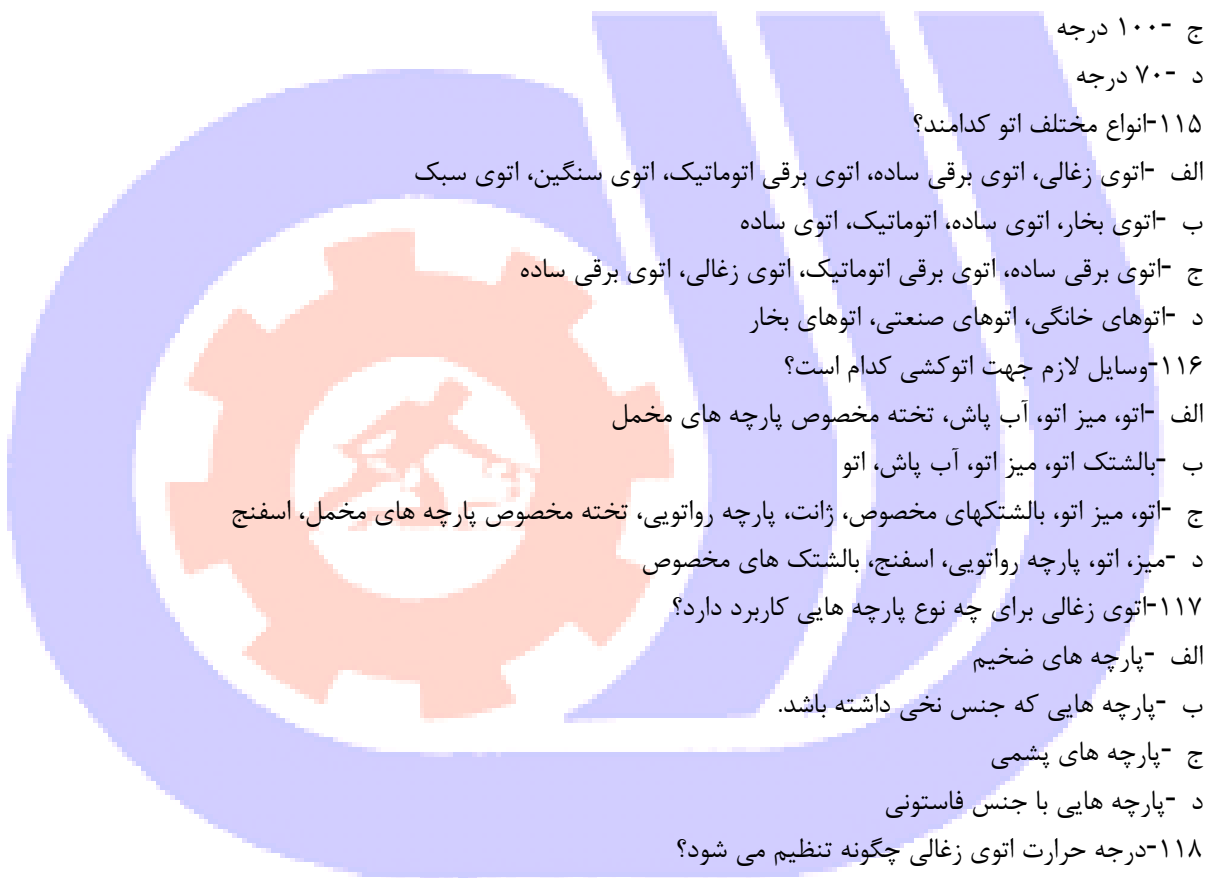 ج -۱۰۰ درجه
د -۷۰ درجه
۱۱۵-انواع مختلف اتو کدامند؟
الف -اتوی زغالی، اتوی برقی ساده، اتوی برقی اتوماتیک، اتوی سنگین، اتوی سبک
ب -اتوی بخار، اتوی ساده، اتوماتیک، اتوی ساده
ج -اتوی برقی ساده، اتوی برقی اتوماتیک، اتوی زغالی، اتوی برقی ساده
د -اتوهای خانگی، اتوهای صنعتی، اتوهای بخار
۱۱۶-وسایل لازم جهت اتوکشی کدام است؟
الف -اتو، میز اتو، آب پاش، تخته مخصوص پارچه های مخمل
ب -بالشتک اتو، میز اتو، آب پاش، اتو
ج -اتو، میز اتو، بالشتکهای مخصوص، ژانت، پارچه رواتویی، تخته مخصوص پارچه های مخمل، اسفنج
د -میز، اتو، پارچه رواتویی، اسفنج، بالشتک های مخصوص
۱۱۷-اتوی زغالی برای چه نوع پارچه هایی کاربرد دارد؟
الف -پارچه های ضخیم
ب -پارچه هایی که جنس نخی داشته باشد.
ج -پارچه های پشمی
د -پارچه هایی با جنس فاستونی
۱۱۸-درجه حرارت اتوی زغالی چگونه تنظیم می شود؟